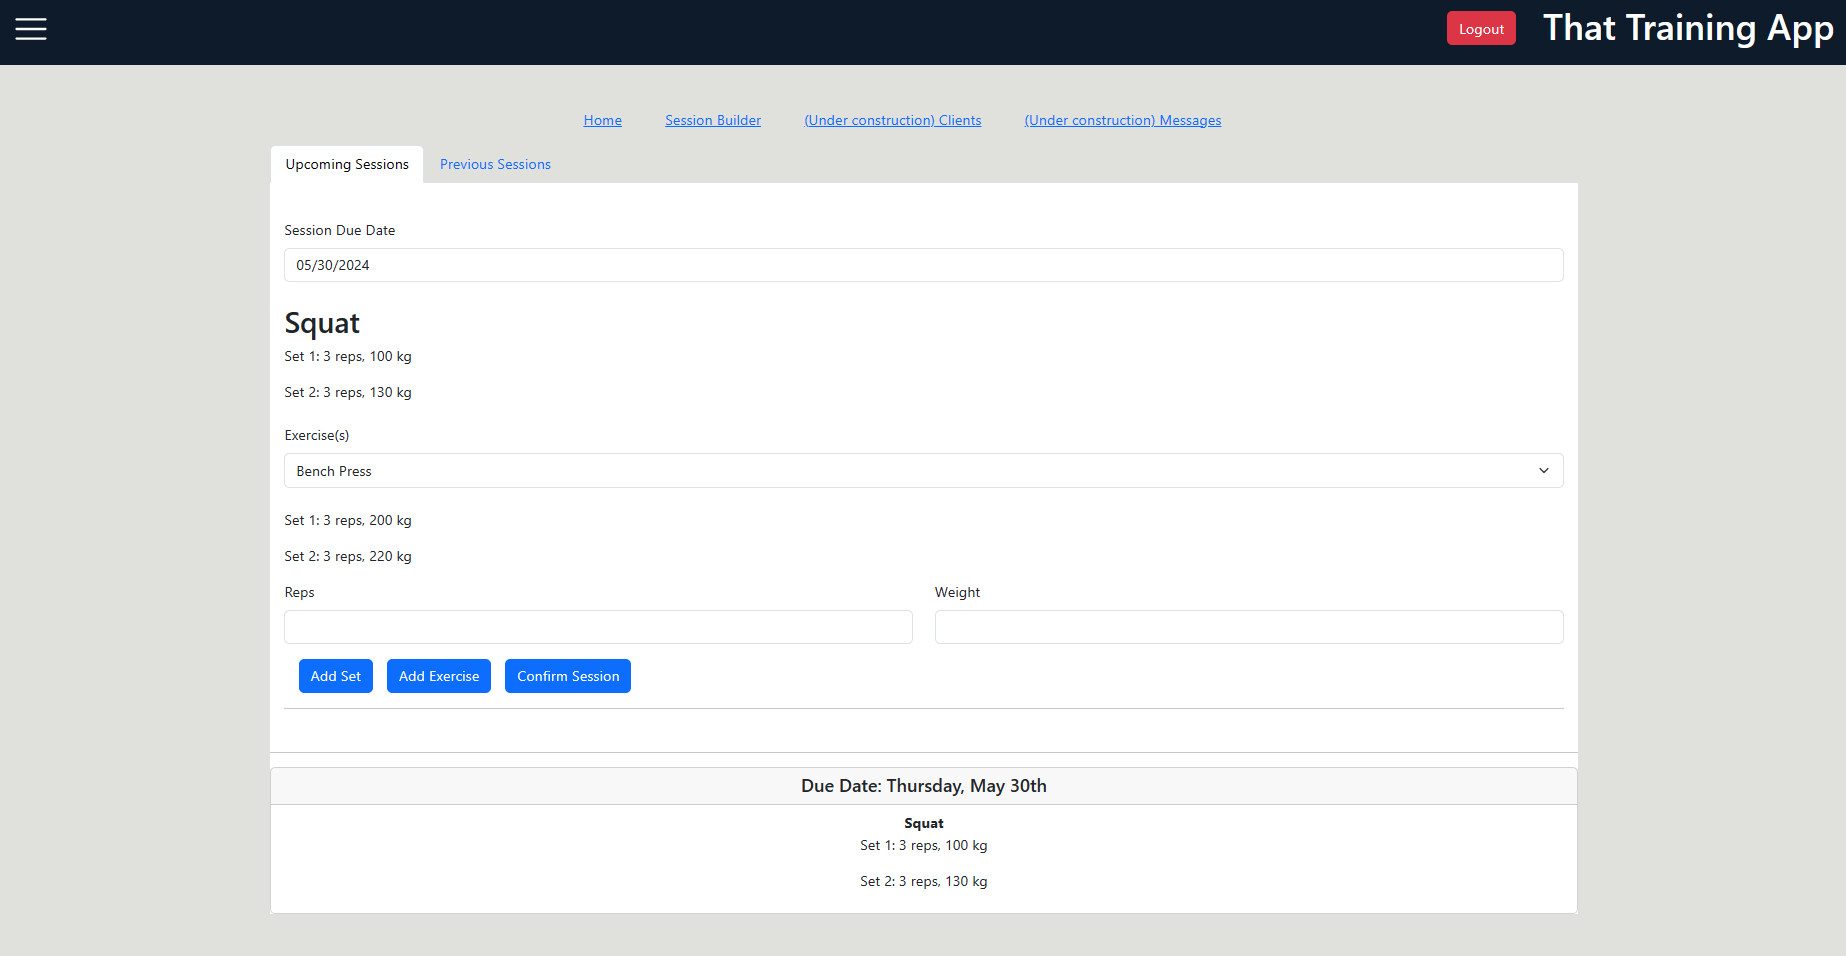 Logout That Training App
Home Session Builder (Under construction) Clients (Under construction) Messages
Upcoming Sessions Previous Sessions
Session Due Date
05/30/2024
Squat
Set 1: 3 reps, 100 kg
Set 2: 3 reps, 130 kg
Exercise(s)
Bench Press
Set 1: 3 reps, 200 kg
Set 2: 3 reps, 220 kg
Reps Weight
Add Set Add Exercise Confirm Session
Due Date: Thursday, May 30th
Squat
Set 1: 3 reps, 100 kg
Set 2: 3 reps, 130 kg